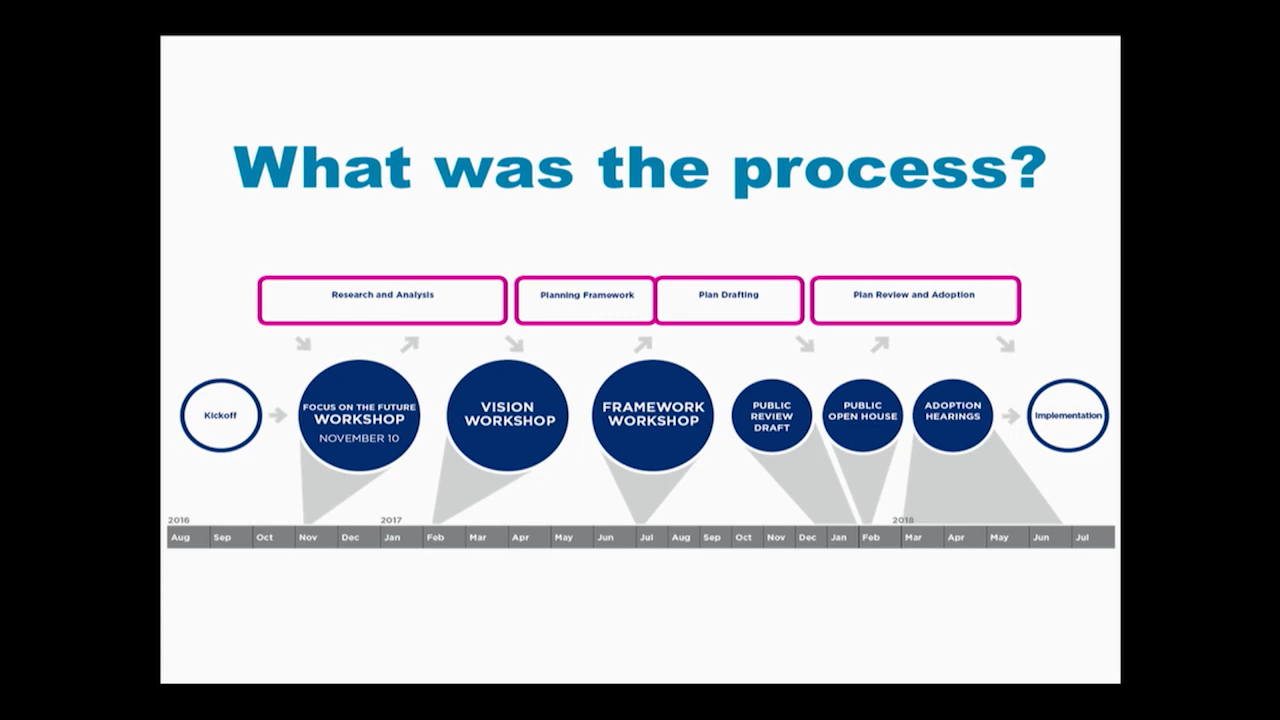 What was the process?
Research and Analysis
Planning Framework
Plan Drafting
Plan Review and Adoption
Kickoff
FOCUS ON THE FUTURE
WORKSHOP
NOVEMBER 10
VISION
WORKSHOP
FRAMEWORK
WORKSHOP
PUBLIC
REVIEW
DRAFT
PUBLIC
OPEN HOUSE
ADOPTION
HEARINGS
Implementation
2016 2017 2018
Aug Sep Oct Nov Dec Jan Feb Mar Apr May Jun Jul Aug Sep Oct Nov Dec Jan Feb Mar Apr May Jun Jul